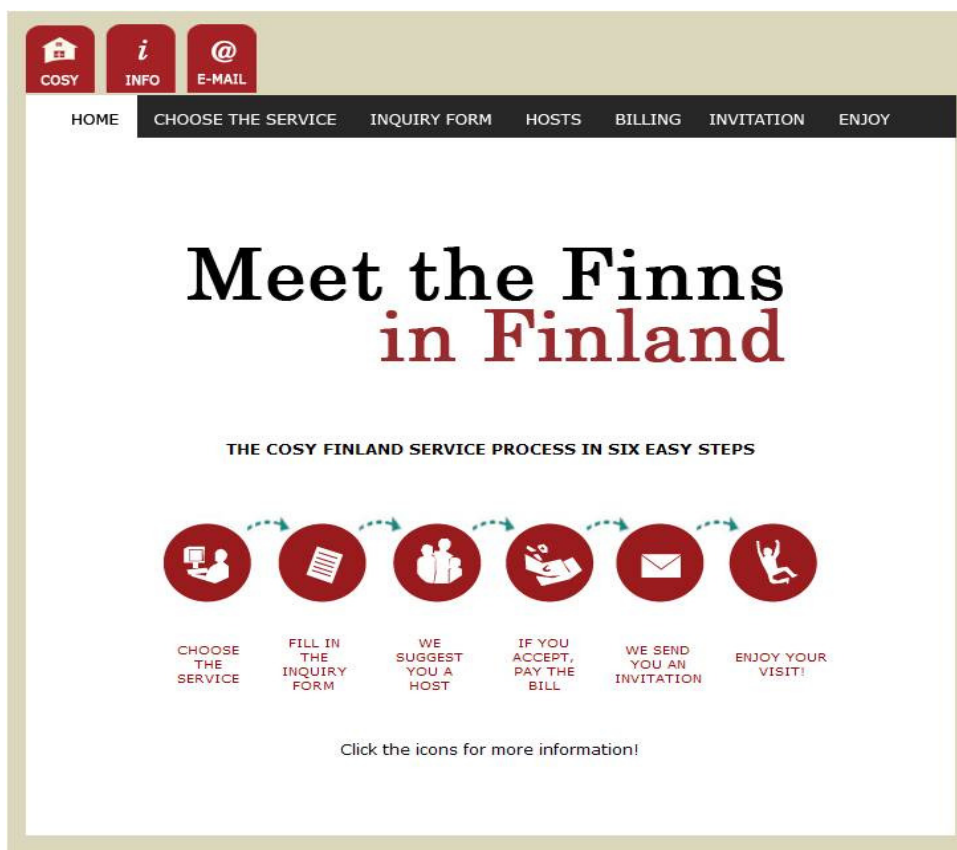 COSY
i
INFO
@
E-MAIL
HOME CHOOSE THE SERVICE INQUIRY FORM HOSTS BILLING INVITATION ENJOY
Meet the Finns
in Finland
THE COSY FINLAND SERVICE PROCESS IN SIX EASY STEPS
CHOOSE
THE
SERVICE
FILL IN
THE
INQUIRY
FORM
WE
SUGGEST
YOU A
HOST
IF YOU
ACCEPT,
PAY THE
BILL
WE SEND
YOU AN
INVITATION
ENJOY YOUR
VISIT!
Click the icons for more information!